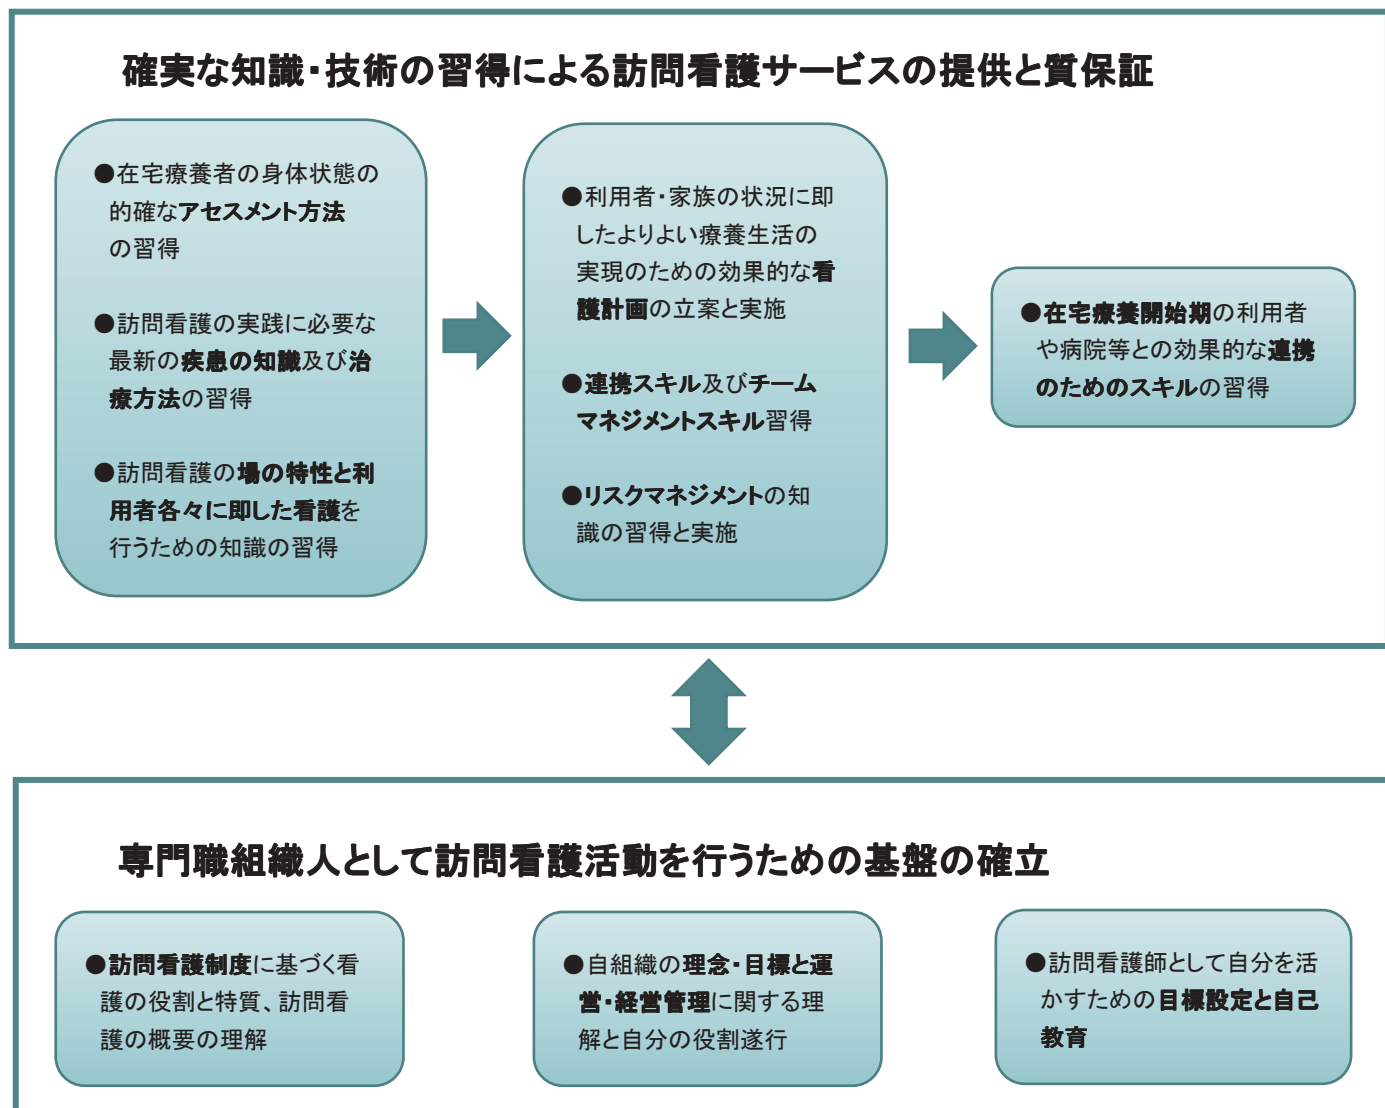 確実な知識・技術の習得による訪問看護サービスの提供と質保証
●在宅療養者の身体状態の
的確なアセスメント方法
の習得
●訪問看護の実践に必要な
最新の疾患の知識及び治
療方法の習得
●訪問看護の場の特性と利
用者各々に即した看護を
行うための知識の習得
●利用者・家族の状況に即
したよりよい療養生活の
実現のための効果的な看
護計画の立案と実施
●連携スキル及びチーム
マネジメントスキル習得
●リスクマネジメントの知
識の習得と実施
●在宅療養開始期の利用者
や病院等との効果的な連携
のためのスキルの習得
専門職組織人として訪問看護活動を行うための基盤の確立
●訪問看護制度に基づく看
護の役割と特質、訪問看
護の概要の理解
●自組織の理念・目標と運
営・経営管理に関する理
解と自分の役割遂行
●訪問看護師として自分を活
かすための目標設定と自己
教育